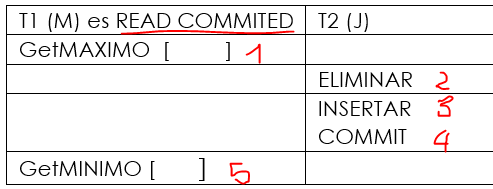 T1 (M) es READ COMMITED T2 (J)
GetMAXIMO [ ] 1
ELIMINAR 2
INSERTAR 3
COMMIT 4
GetMINIMO [ ] 5